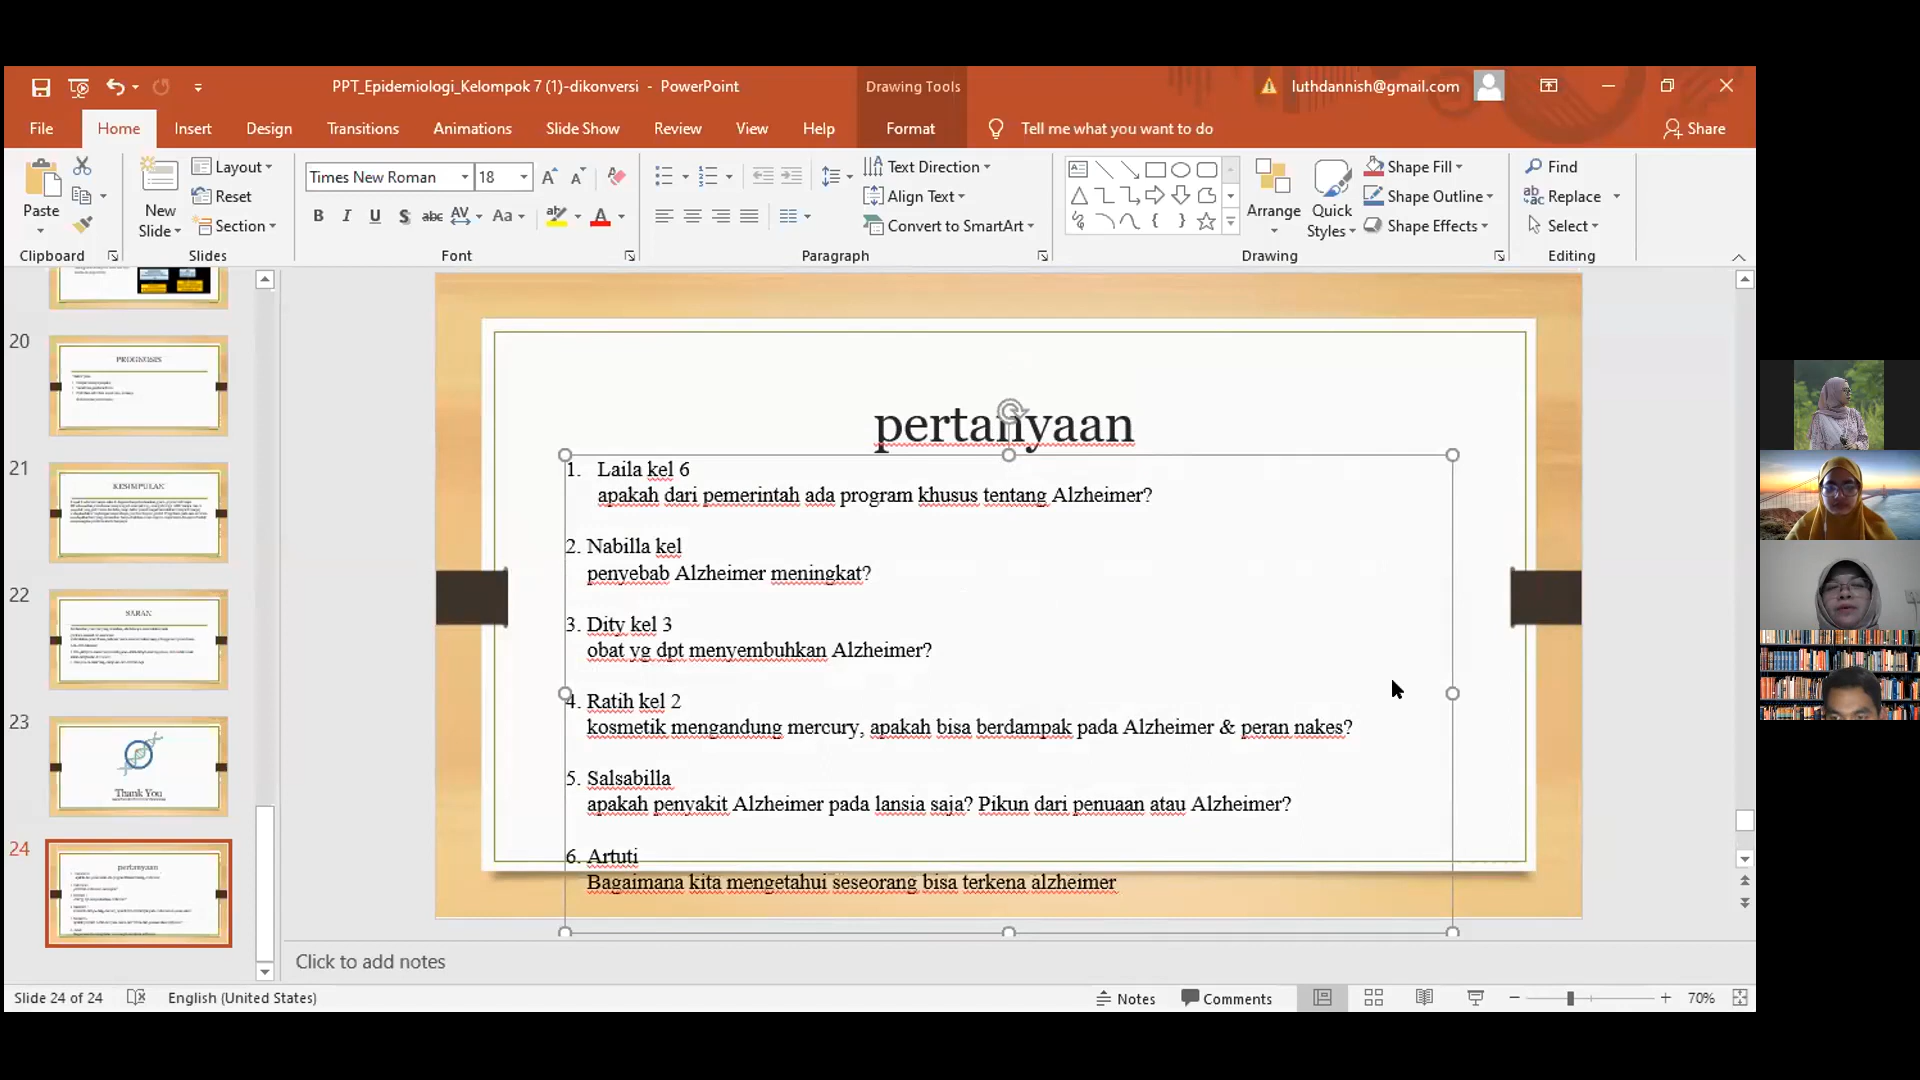 PPT_Epidemiologi_Kelompok 7 (1)-dikonversi - PowerPoint
Drawing Tools
luthdannish@gmail.com
File Home Insert Design Transitions Animations Slide Show Review View Help Format Tell me what you want to do Share
Paste
New Slide
Layout
Reset
Section
Times New Roman 18
Text Direction
Align Text
Convert to SmartArt
Arrange
Quick Styles
Shape Fill
Shape Outline
Shape Effects
Find
Replace
Select
Clipboard Slides Font Paragraph Drawing Editing
20
PROGNOSIS
21
KESIMPULAN
22
SARAN
23
Thank You
24
pertanyaan
pertanyaan
1. Laila kel 6
apakah dari pemerintah ada program khusus tentang Alzheimer?
2. Nabilla kel
penyebab Alzheimer meningkat?
3. Dity kel 3
obat yg dpt menyembuhkan Alzheimer?
4. Ratih kel 2
kosmetik mengandung mercury, apakah bisa berdampak pada Alzheimer & peran nakes?
5. Salsabilla
apakah penyakit Alzheimer pada lansia saja? Pikun dari penuaan atau Alzheimer?
6. Artuti
Bagaimana kita mengetahui seseorang bisa terkena alzheimer
Click to add notes
Slide 24 of 24 English (United States) Notes Comments 70%